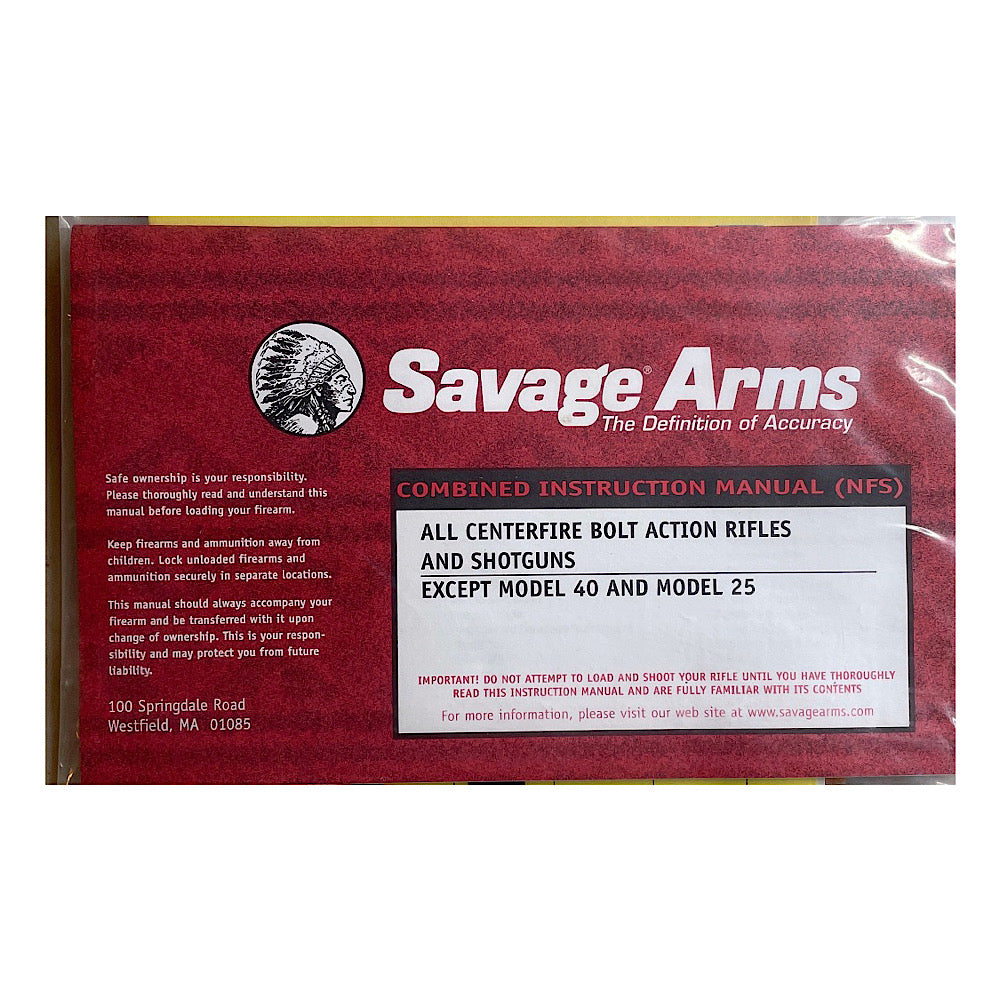 Savage® Arms
The Definition of Accuracy
Safe ownership is your responsibility.
Please thoroughly read and understand this
manual before loading your firearm.
Keep firearms and ammunition away from
children. Lock unloaded firearms and
ammunition securely in separate locations.
This manual should always accompany your
firearm and be transferred with it upon
change of ownership. This is your respon-
sibility and may protect you from future
liability.
100 Springdale Road
Westfield, MA 01085
COMBINED INSTRUCTION MANUAL (NFS)
ALL CENTERFIRE BOLT ACTION RIFLES
AND SHOTGUNS
EXCEPT MODEL 40 AND MODEL 25
IMPORTANT! DO NOT ATTEMPT TO LOAD AND SHOOT YOUR RIFLE UNTIL YOU HAVE THOROUGHLY
READ THIS INSTRUCTION MANUAL AND ARE FULLY FAMILIAR WITH ITS CONTENTS
For more information, please visit our web site at www.savagearms.com